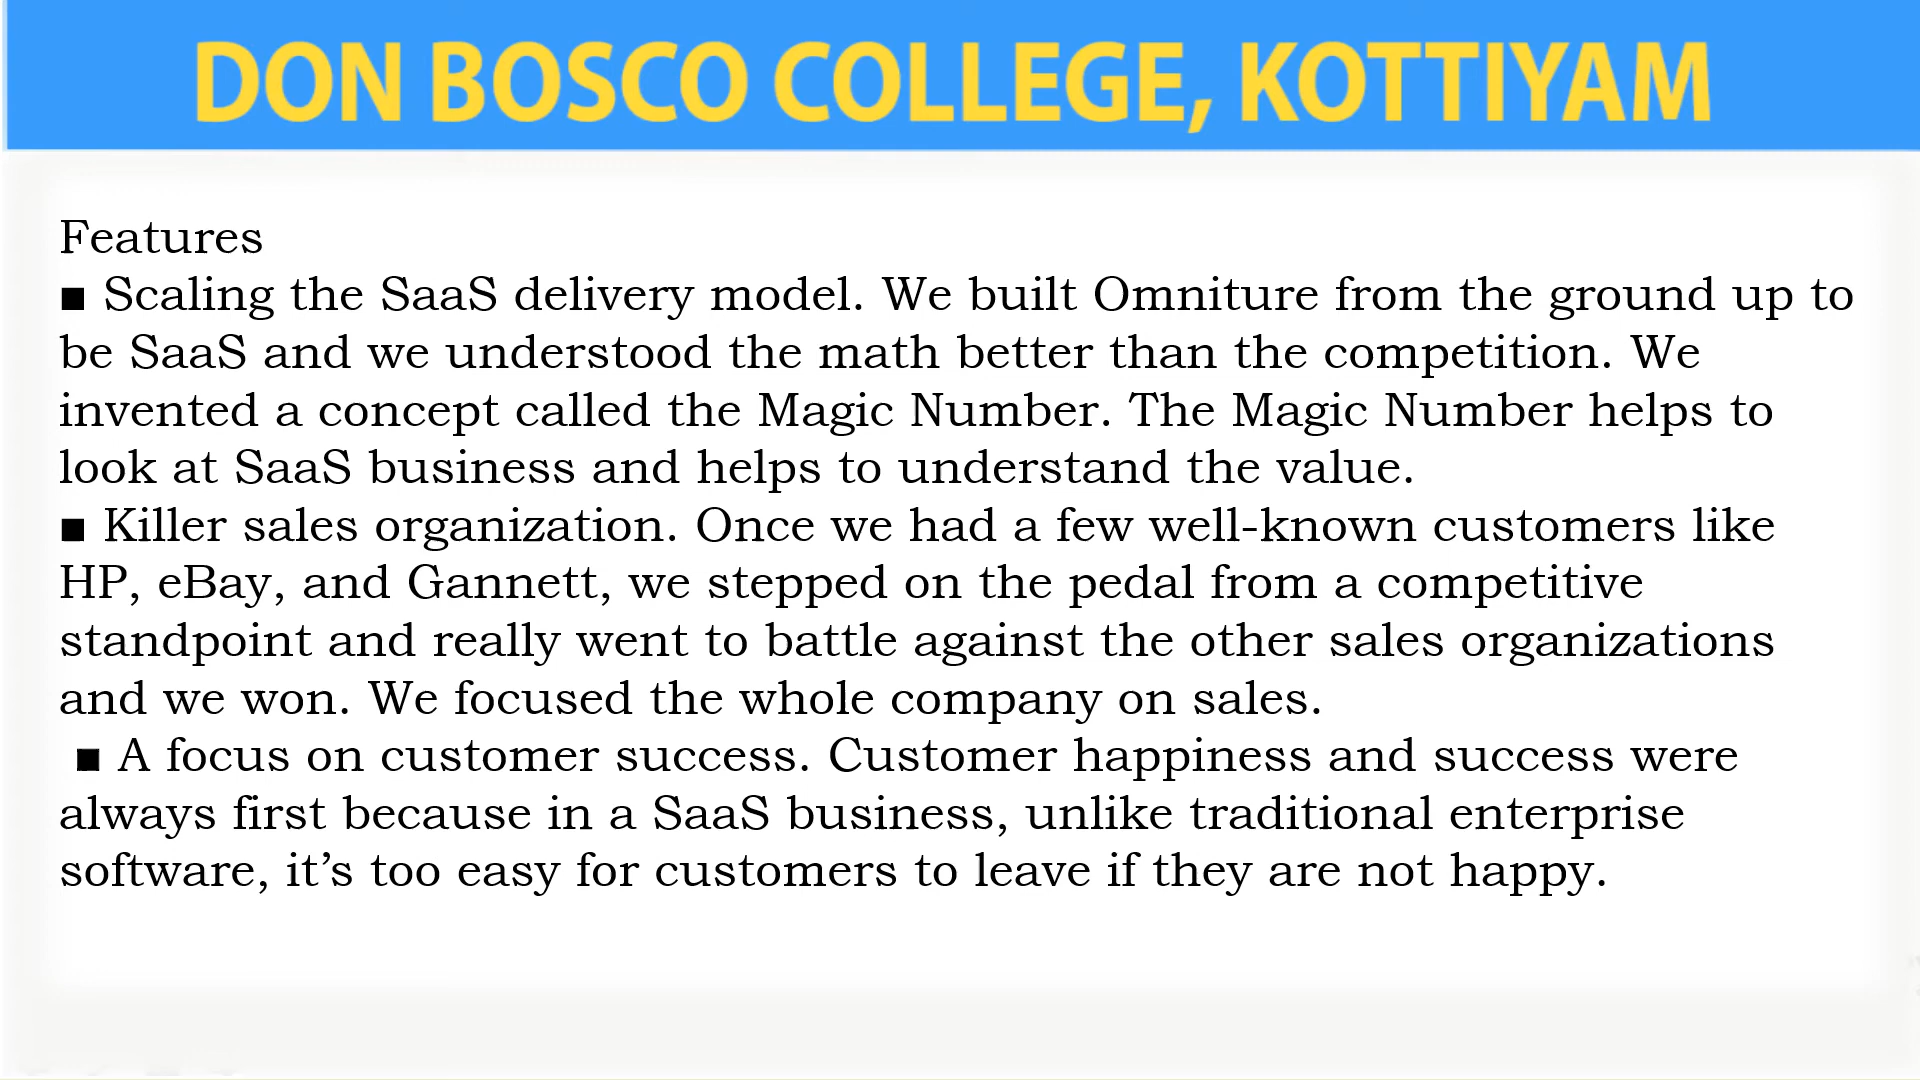 DON BOSCO COLLEGE, KOTTIYAM
Features
▪ Scaling the SaaS delivery model. We built Omniture from the ground up to
be SaaS and we understood the math better than the competition. We
invented a concept called the Magic Number. The Magic Number helps to
look at SaaS business and helps to understand the value.
▪ Killer sales organization. Once we had a few well-known customers like
HP, eBay, and Gannett, we stepped on the pedal from a competitive
standpoint and really went to battle against the other sales organizations
and we won. We focused the whole company on sales.
▪ A focus on customer success. Customer happiness and success were
always first because in a SaaS business, unlike traditional enterprise
software, it’s too easy for customers to leave if they are not happy.